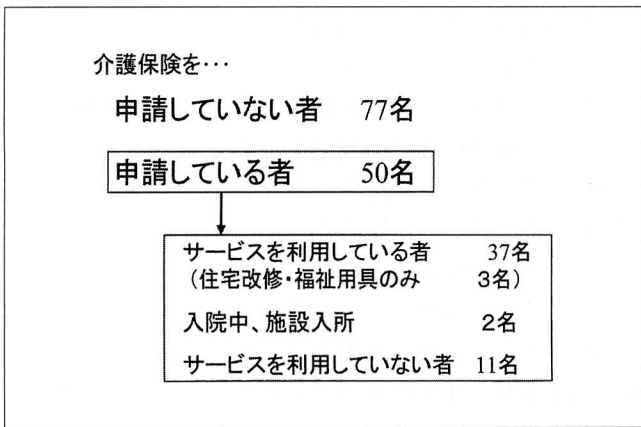 介護保険を…
申請していない者 77名
申請している者 50名
サービスを利用している者 37名
（住宅改修・福祉用具のみ 3名）
入院中、施設入所 2名
サービスを利用していない者 11名